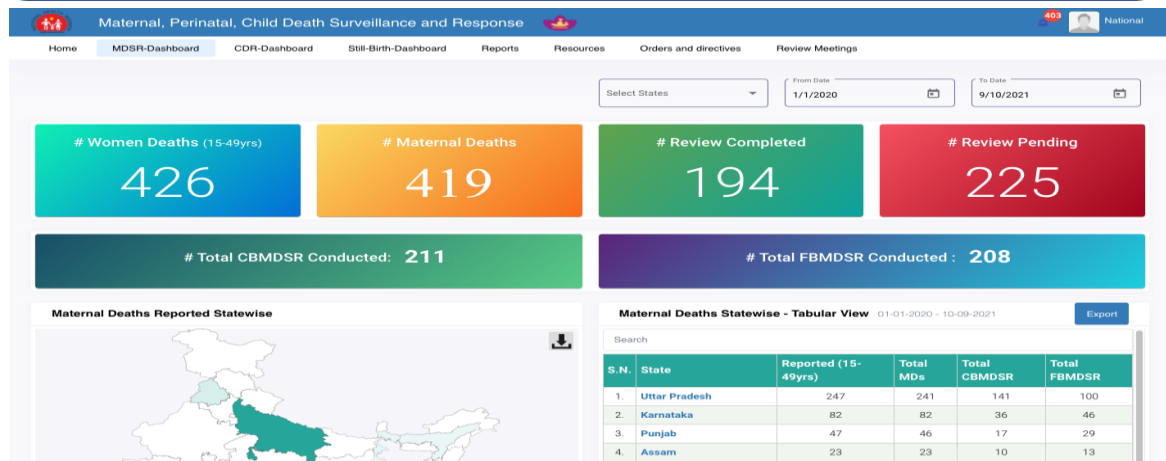 Maternal, Perinatal, Child Death Surveillance and Response
403
National
Home MDSR-Dashboard CDR-Dashboard Still-Birth-Dashboard Reports Resources Orders and directives Review Meetings
Select States
From Date
1/1/2020
To Date
9/10/2021
# Women Deaths (15-49yrs)
426
# Maternal Deaths
419
# Review Completed
194
# Review Pending
225
# Total CBMDSR Conducted: 211
# Total FBMDSR Conducted : 208
Maternal Deaths Reported Statewise
Maternal Deaths Statewise - Tabular View 01-01-2020 - 10-09-2021
Export
Search
S.N. State Reported (15-49yrs) Total MDs Total CBMDSR Total FBMDSR
1. Uttar Pradesh 247 241 141 100
2. Karnataka 82 82 36 46
3. Punjab 47 46 17 29
4. Assam 23 23 10 13